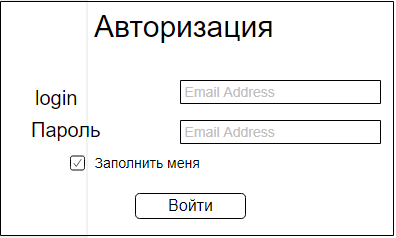 Авторизация
login
Email Address
Пароль
Email Address
Заполнить меня
Войти